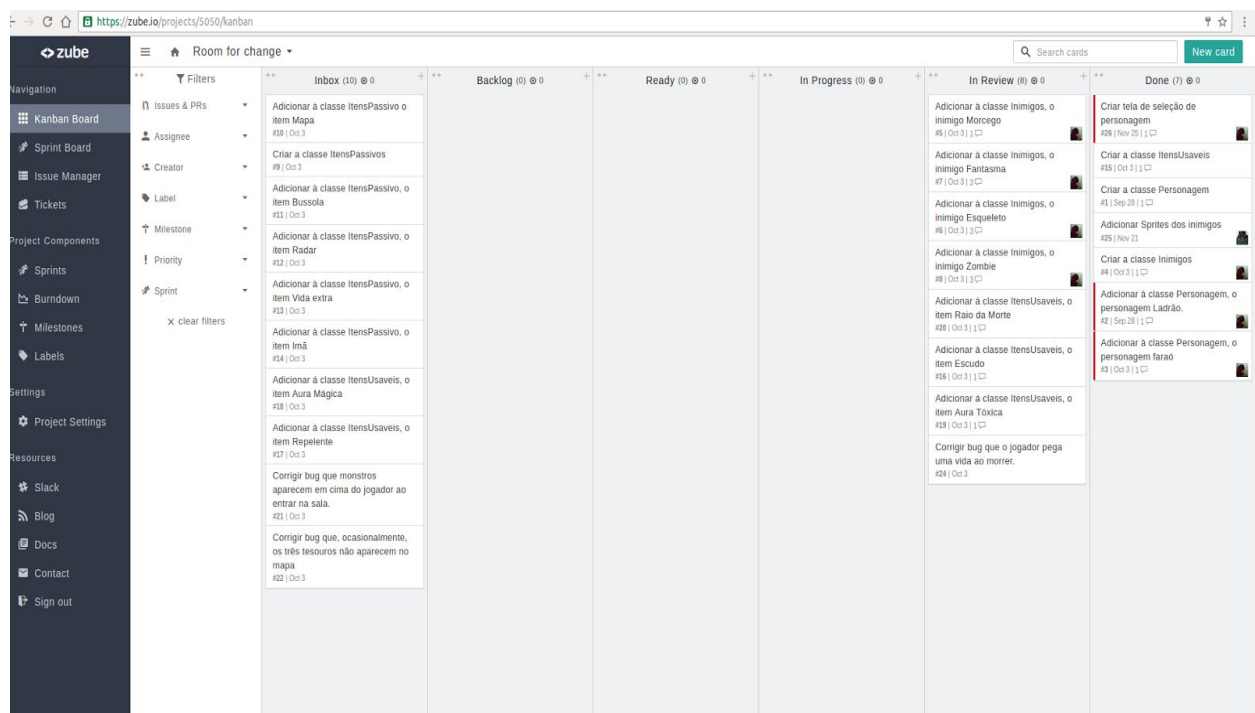 https://zube.io/projects/5050/kanban
zube
Room for change
Search cards
New card
Navigation
Kanban Board
Sprint Board
Issue Manager
Tickets
Project Components
Sprints
Burndown
Milestones
Labels
Settings
Project Settings
Resources
Slack
Blog
Docs
Contact
Sign out
Filters
Issues & PRs
Assignee
Creator
Label
Milestone
Priority
Sprint
x clear filters
Inbox (10) 0
Adicionar à classe ItensPassivo o
item Mapa
#10 | Oct 3
Criar a classe ItensPassivos
#9 | Oct 3
Adicionar à classe ItensPassivo, o
item Bussola
#11 | Oct 3
Adicionar à classe ItensPassivo, o
item Radar
#12 | Oct 3
Adicionar à classe ItensPassivo, o
item Vida extra
#13 | Oct 3
Adicionar à classe ItensPassivo, o
item Imã
#14 | Oct 3
Adicionar á classe ItensUsaveis, o
item Aura Mágica
#18 | Oct 3
Adicionar à classe ItensUsaveis, o
item Repelente
#17 | Oct 3
Corrigir bug que monstros
aparecem em cima do jogador ao
entrar na sala.
#21 | Oct 3
Corrigir bug que, ocasionalmente,
os três tesouros não aparecem no
mapa
#22 | Oct 3
Backlog (0) 0
Ready (0) 0
In Progress (0) 0
In Review (8) 0
Adicionar à classe Inimigos, o
inimigo Morcego
#5 | Oct 3 | 1
Adicionar à classe Inimigos, o
inimigo Fantasma
#7 | Oct 3 | 3
Adicionar à classe Inimigos, o
inimigo Esqueleto
#6 | Oct 3 | 3
Adicionar à classe Inimigos, o
inimigo Zombie
#8 | Oct 3 | 3
Adicionar à classe ItensUsaveis, o
item Raio da Morte
#20 | Oct 3 | 1
Adicionar à classe ItensUsaveis, o
item Escudo
#16 | Oct 3 | 1
Adicionar à classe ItensUsaveis, o
item Aura Tóxica
#19 | Oct 3 | 1
Corrigir bug que o jogador pega
uma vida ao morrer.
#24 | Oct 3
Done (7) 0
Criar tela de seleção de
personagem
#26 | Nov 25 | 1
Criar a classe ItensUsaveis
#15 | Oct 3 | 1
Criar a classe Personagem
#1 | Sep 28 | 1
Adicionar Sprites dos inimigos
#25 | Nov 21
Criar a classe Inimigos
#4 | Oct 3 | 1
Adicionar à classe Personagem, o
personagem Ladrão.
#2 | Sep 28 | 1
Adicionar à classe Personagem, o
personagem faraó
#3 | Oct 3 | 1